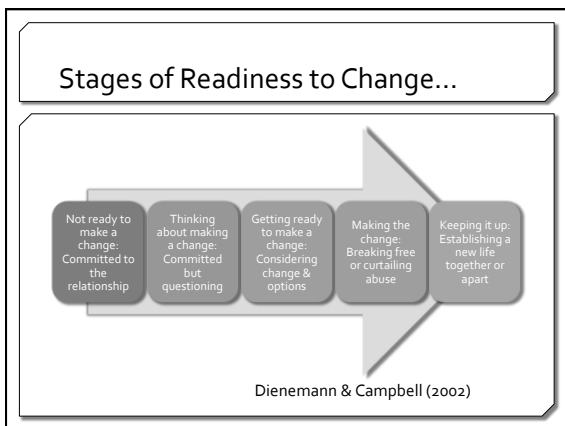 Stages of Readiness to Change…
Not ready to
make a
change:
Committed to
the
relationship
Thinking
about making
a change:
Committed
but
questioning
Getting ready
to make a
change:
Considering
change &
options
Making the
change:
Breaking free
or curtailing
abuse
Keeping it up:
Establishing a
new life
together or
apart
Dienemann & Campbell (2002)